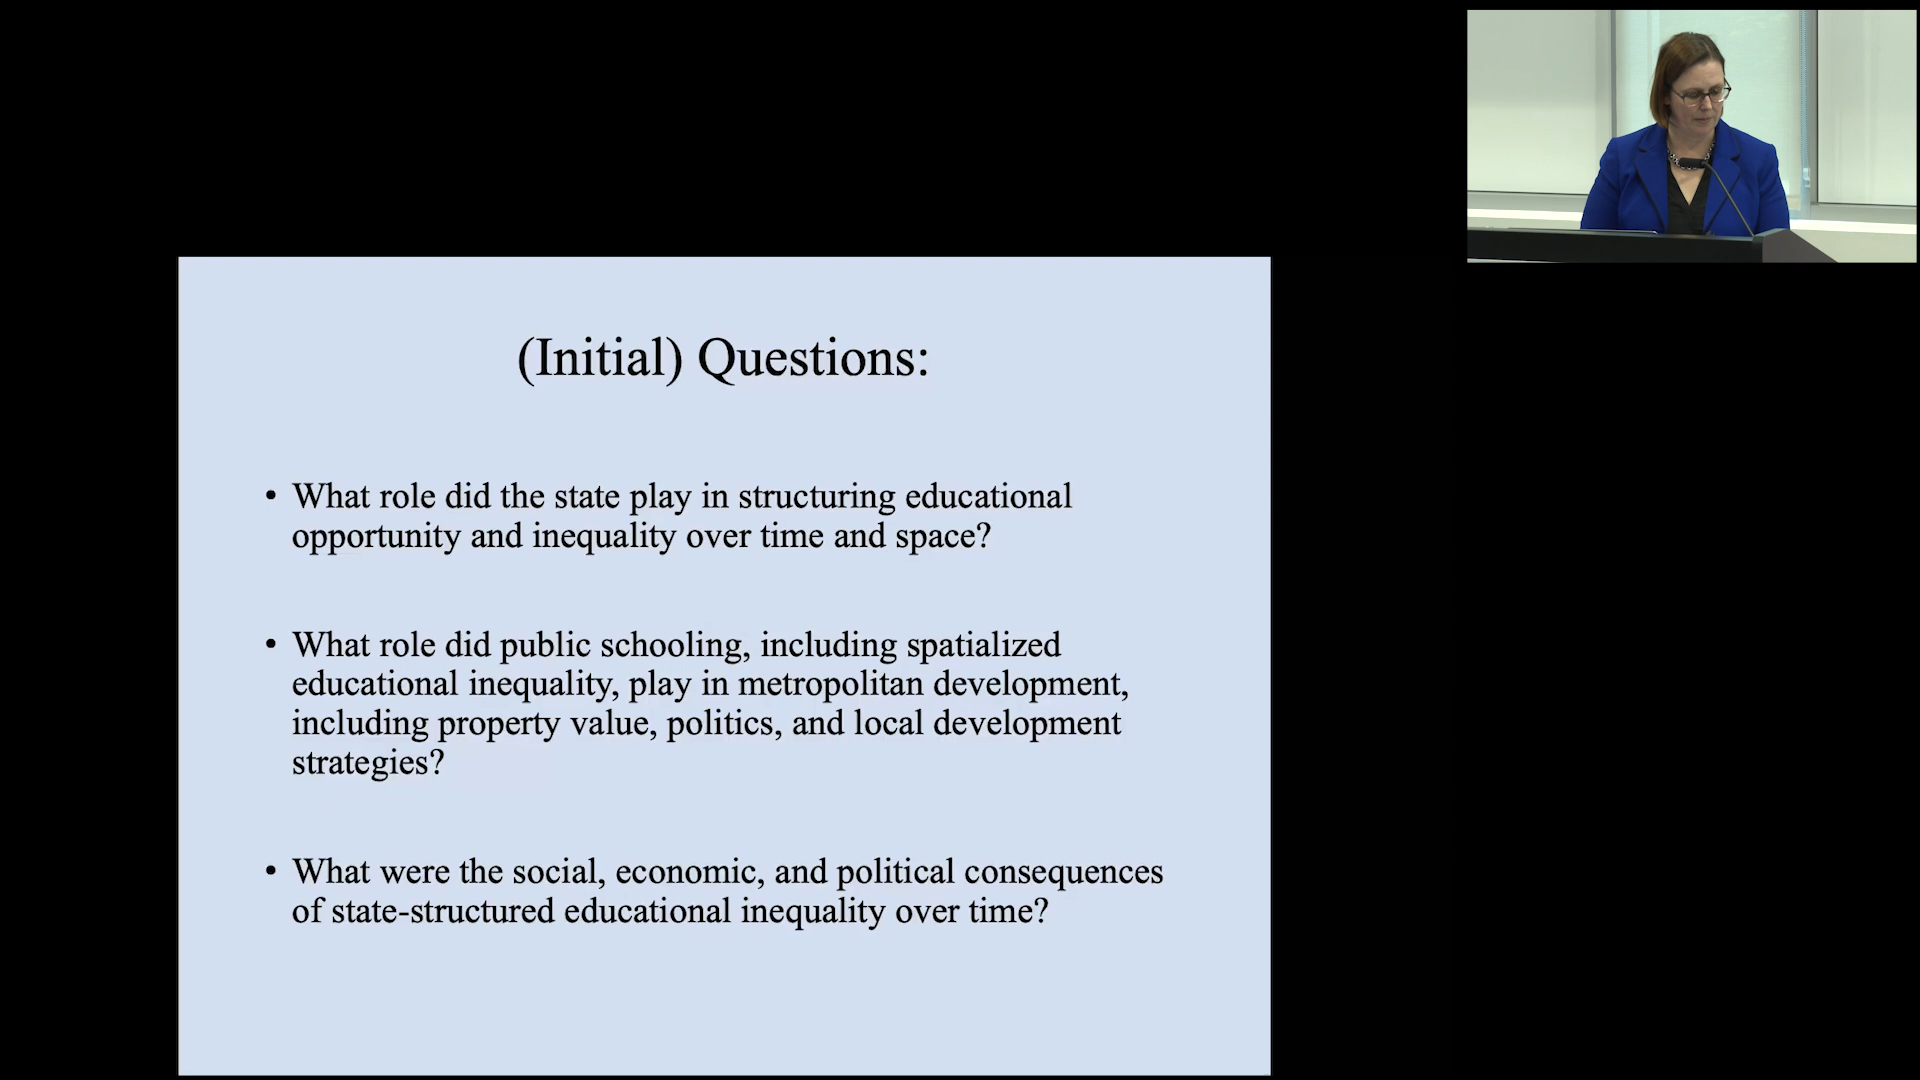 (Initial) Questions:
• What role did the state play in structuring educational
opportunity and inequality over time and space?
• What role did public schooling, including spatialized
educational inequality, play in metropolitan development,
including property value, politics, and local development
strategies?
• What were the social, economic, and political consequences
of state-structured educational inequality over time?